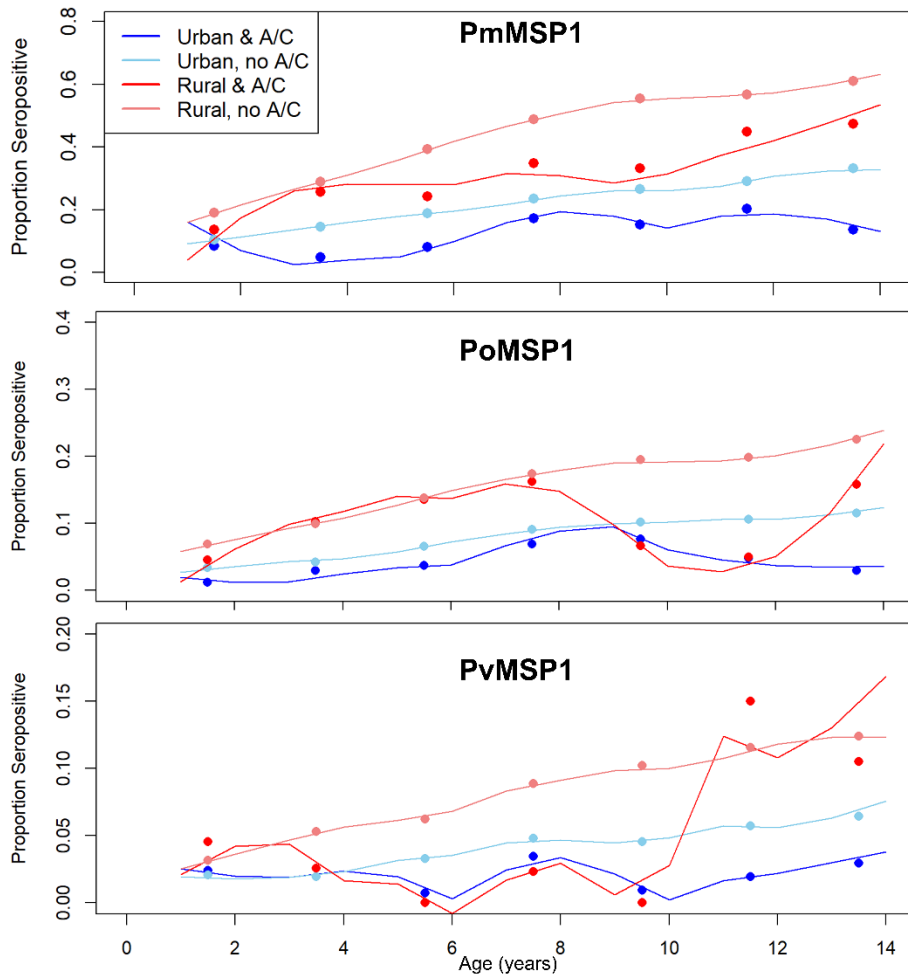 PmMSP1
Urban & A/C
Urban, no A/C
Rural & A/C
Rural, no A/C
Proportion Seropositive
0.8
0.6
0.4
0.2
0.0
PoMSP1
Proportion Seropositive
0.4
0.3
0.2
0.1
0.0
PvMSP1
Proportion Seropositive
0.20
0.15
0.10
0.05
0.00
0 2 4 6 8 10 12 14
Age (years)